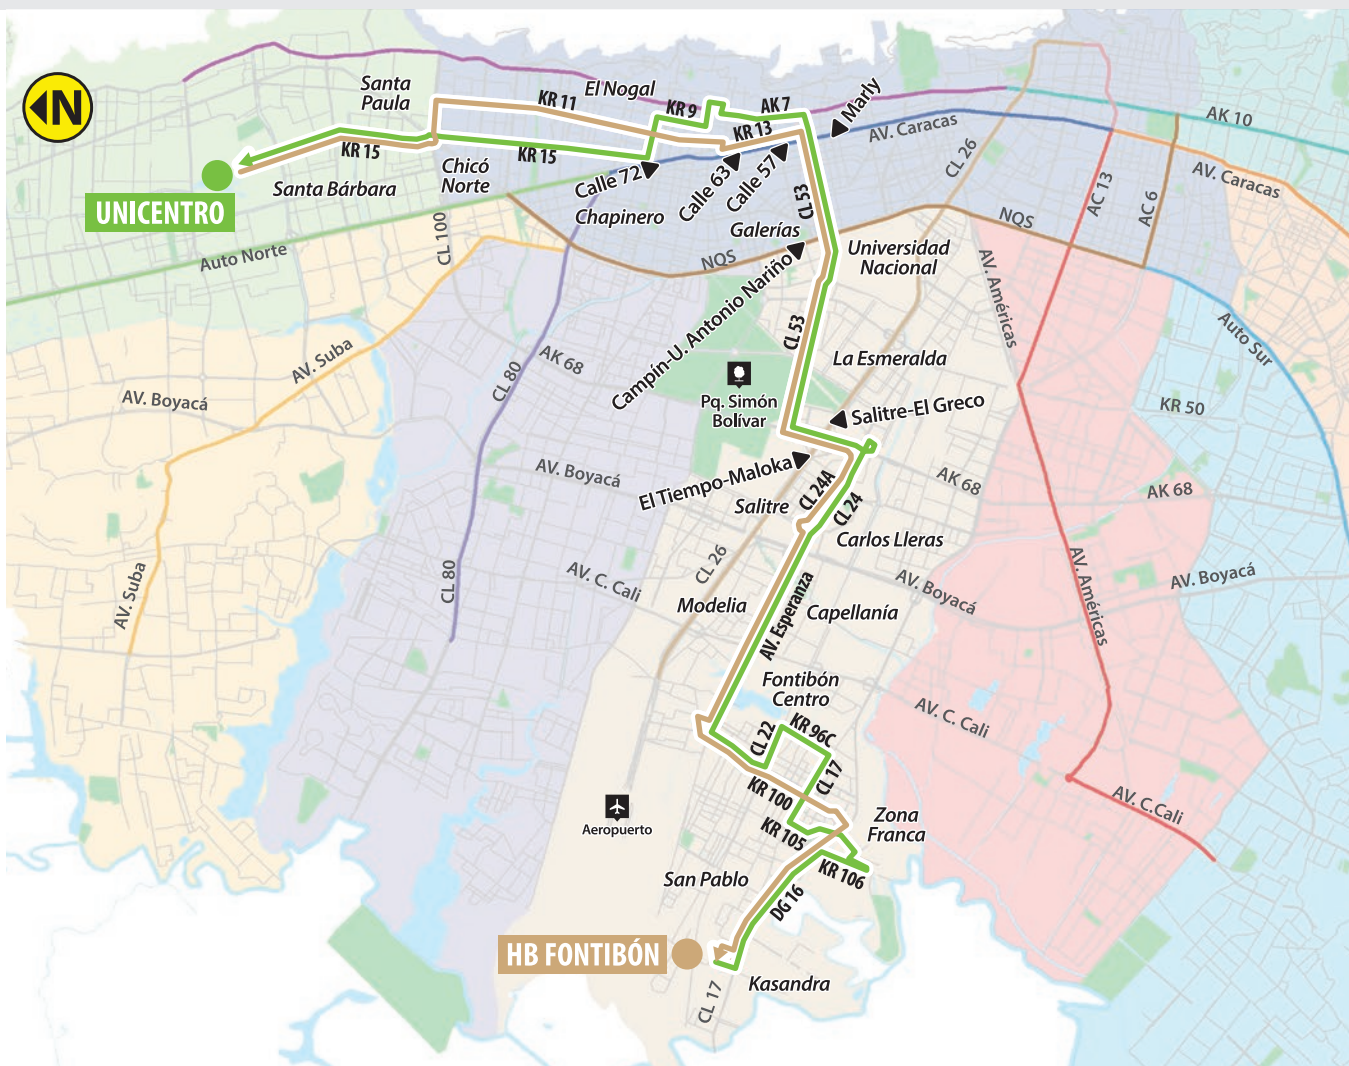 N
Santa
Paula
El Nogal
KR 11
KR 9
AK 7
Marly
KR 13
AV. Caracas
AK 10
KR 15
KR 15
Chicó
Norte
Santa Bárbara
UNICENTRO
Calle 72
Calle 63
Calle 57
CL 53
CL 26
AC 13
AC 6
AV. Caracas
Chapinero
Galerías
NQS
NQS
Auto Norte
CL 100
Universidad
Nacional
AV. Américas
Campín-U. Antonio Nariño
CL 53
La Esmeralda
Auto Sur
AV. Suba
AK 68
CL 80
Pq. Simón
Bolívar
Salitre-El Greco
AV. Boyacá
KR 50
AV. Boyacá
El Tiempo-Maloka
Salitre
CL 24A
CL 24
AK 68
AK 68
Carlos Lleras
CL 26
AV. Suba
CL 80
AV. C. Cali
Modelia
AV. Esperanza
Capellanía
AV. Boyacá
AV. Américas
AV. Boyacá
Fontibón
Centro
CL 22
KR 96C
CL 17
AV. C. Cali
KR 100
AV. C.Cali
Aeropuerto
KR 105
Zona
Franca
San Pablo
KR 106
DG 16
HB FONTIBÓN
Kasandra
CL 17